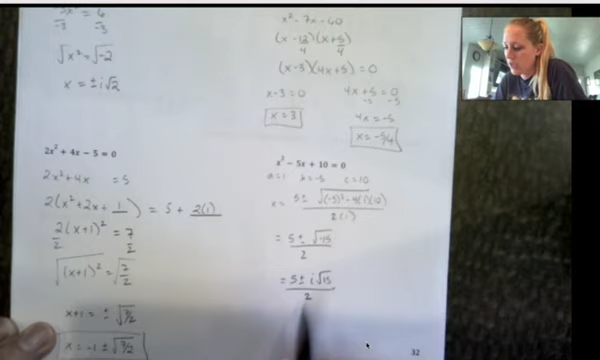 -3x² = 6
-3 -3
√x² = √-2
x = ± i√2
x² - 7x - 60
(x - 12)(x + 5)
4 4
(x - 3)(4x + 5) = 0
x - 3 = 0 4x + 5 = 0
-5 -5
x = 3 4x = -5
x = -5/4
2x² + 4x − 5 = 0
2x² + 4x = 5
2(x² + 2x + 1) = 5 + 2(1)
2(x+1)² = 7
2 2
√(x+1)² = √7/2
x+1 = ± √7/2
x = -1 ± √7/2
x² − 5x + 10 = 0
a=1 b=-5 c=10
x = 5 ± √(-5)² - 4(1)(10)
2(1)
= 5 ± √-15
2
= 5 ± i√15
2
32